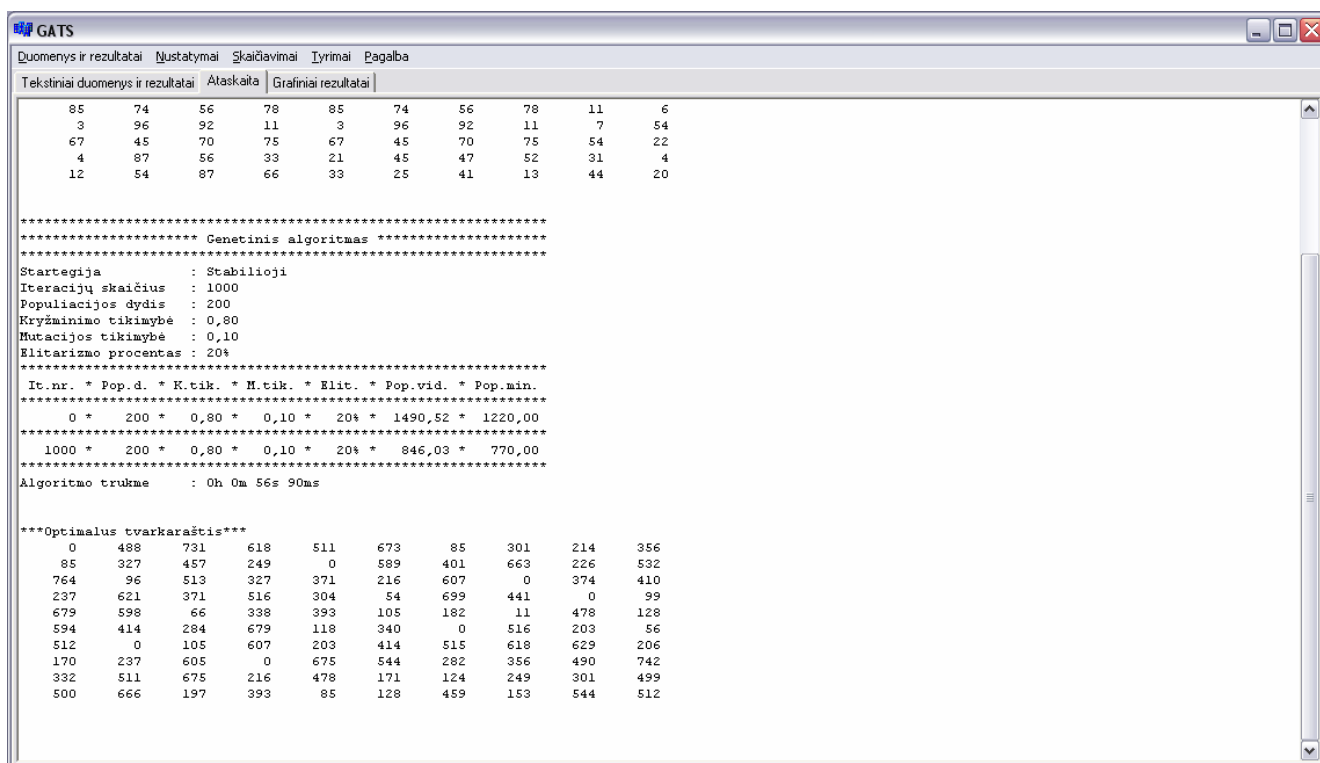 GATS
Duomenys ir rezultatai Nustatymai Skaičiavimai Tyrimai Pagalba
Tekstiniai duomenys ir rezultatai Ataskaita Grafiniai rezultatai
85 74 56 78 85 74 56 78 11 6
3 96 92 11 3 96 92 11 7 54
67 45 70 75 67 45 70 75 54 22
4 87 56 33 21 45 47 52 31 4
12 54 87 66 33 25 41 13 44 20
******************************************************************
********************** Genetinis algoritmas *********************
******************************************************************
Startegija : Stabilioji
Iteracijų skaičius : 1000
Populiacijos dydis : 200
Kryžminimo tikimybė : 0,80
Mutacijos tikimybė : 0,10
Elitarizmo procentas : 20%
******************************************************************
It.nr. * Pop.d. * K.tik. * M.tik. * Elit. * Pop.vid. * Pop.min.
******************************************************************
0 * 200 * 0,80 * 0,10 * 20% * 1490,52 * 1220,00
******************************************************************
1000 * 200 * 0,80 * 0,10 * 20% * 846,03 * 770,00
******************************************************************
Algoritmo trukme : 0h 0m 56s 90ms
***Optimalus tvarkaraštis***
0 488 731 618 511 673 85 301 214 356
85 327 457 249 0 589 401 663 226 532
764 96 513 327 371 216 607 0 374 410
237 621 371 516 304 54 699 441 0 99
679 598 66 338 393 105 182 11 478 128
594 414 284 679 118 340 0 516 203 56
512 0 105 607 203 414 515 618 629 206
170 237 605 0 675 544 282 356 490 742
332 511 675 216 478 171 124 249 301 499
500 666 197 393 85 128 459 153 544 512